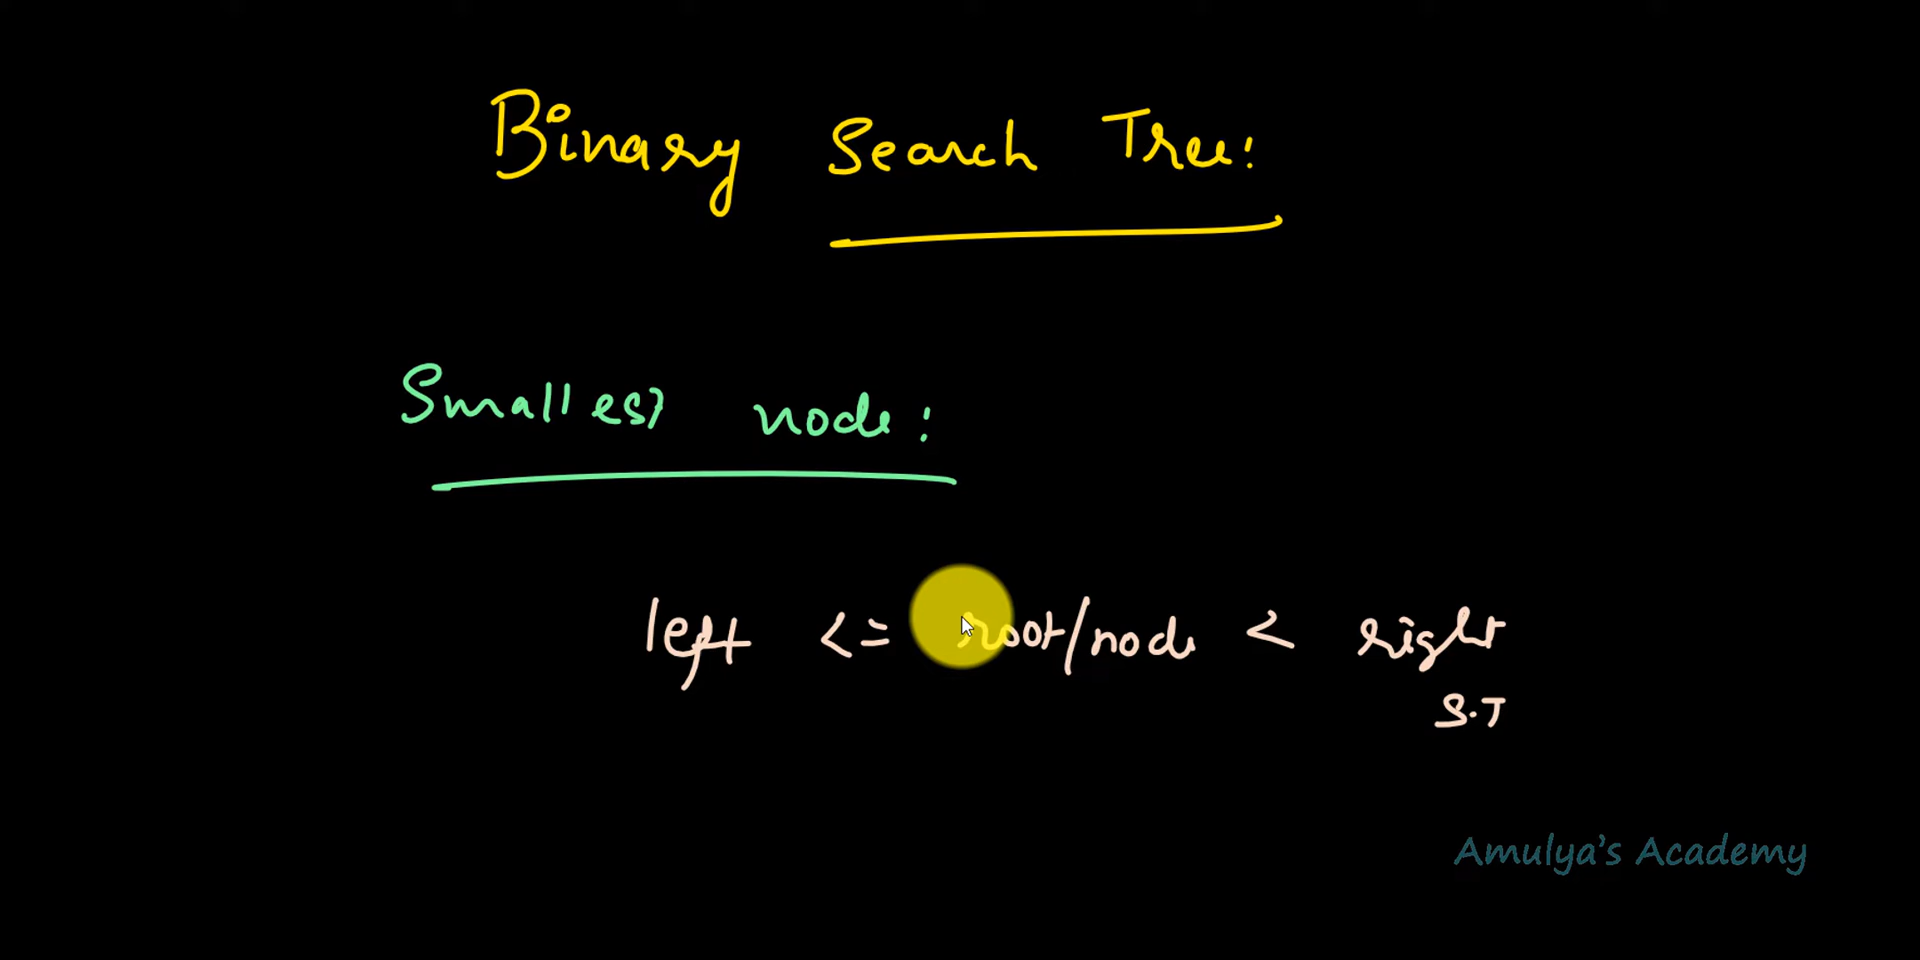 Binary Search Tree:
Smallest node:
left <= root/node < right
S.T
Amulya's Academy